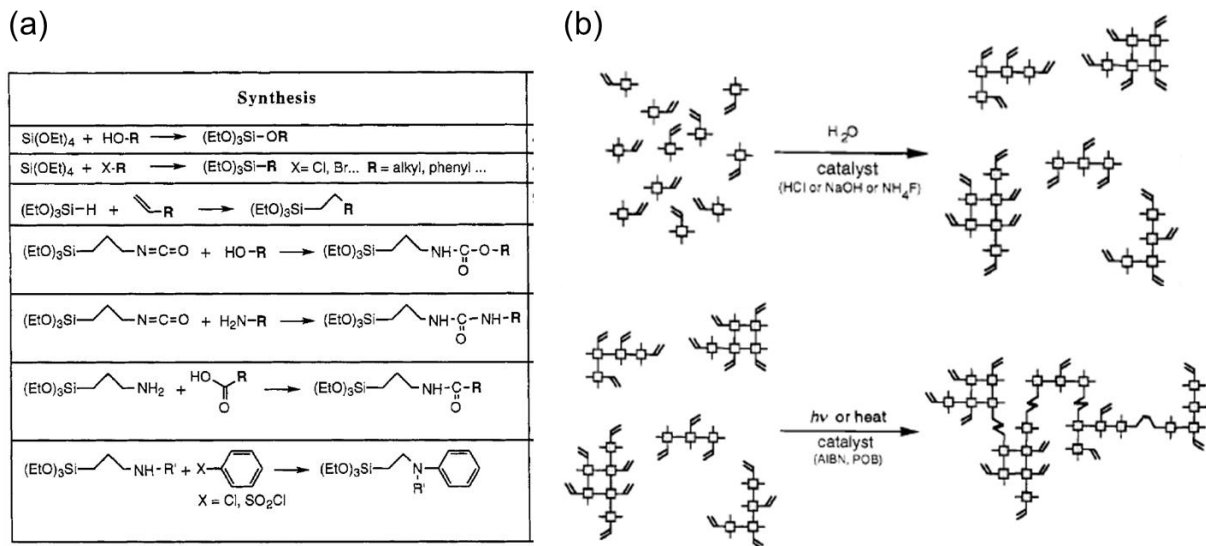 (a)
Synthesis
Si(OEt)4 + HO-R → (EtO)3Si-OR
Si(OEt)4 + X-R → (EtO)3Si-R X= Cl, Br... R = alkyl, phenyl ...
(EtO)3Si-H + R → (EtO)3Si R
(EtO)3Si N=C=O + HO-R → (EtO)3Si NH-C-O-R
O
(EtO)3Si N=C=O + H2N-R → (EtO)3Si NH-C-NH-R
O
(EtO)3Si NH2 + HO R O → (EtO)3Si NH-C-R
O
(EtO)3Si NH-R' + X → (EtO)3Si N
R'
X = Cl, SO2Cl
(b)
H2O
catalyst
(HCl or NaOH or NH4F)
hν or heat
catalyst
(AIBN, POB)